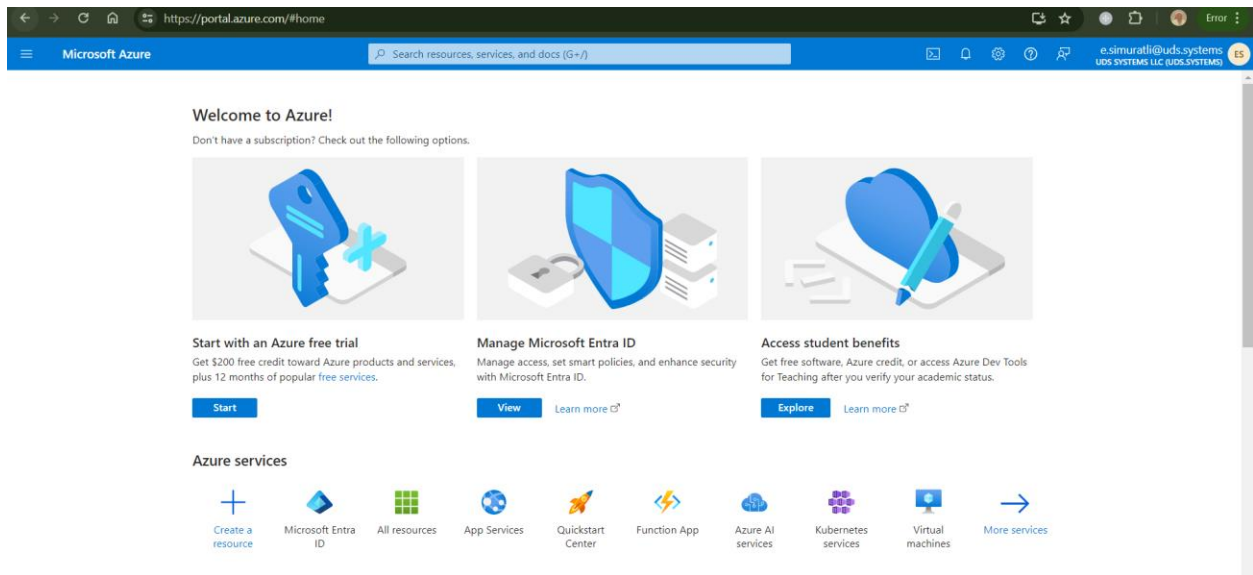 https://portal.azure.com/#home
Error
Microsoft Azure
Search resources, services, and docs (G+/)
e.simuratli@uds.systems
UDS SYSTEMS LLC (UDS.SYSTEMS)
ES
Welcome to Azure!
Don't have a subscription? Check out the following options.
Start with an Azure free trial
Get $200 free credit toward Azure products and services,
plus 12 months of popular free services.
Start
Manage Microsoft Entra ID
Manage access, set smart policies, and enhance security
with Microsoft Entra ID.
View
Learn more
Access student benefits
Get free software, Azure credit, or access Azure Dev Tools
for Teaching after you verify your academic status.
Explore
Learn more
Azure services
Create a
resource
Microsoft Entra
ID
All resources
App Services
Quickstart
Center
Function App
Azure AI
services
Kubernetes
services
Virtual
machines
More services